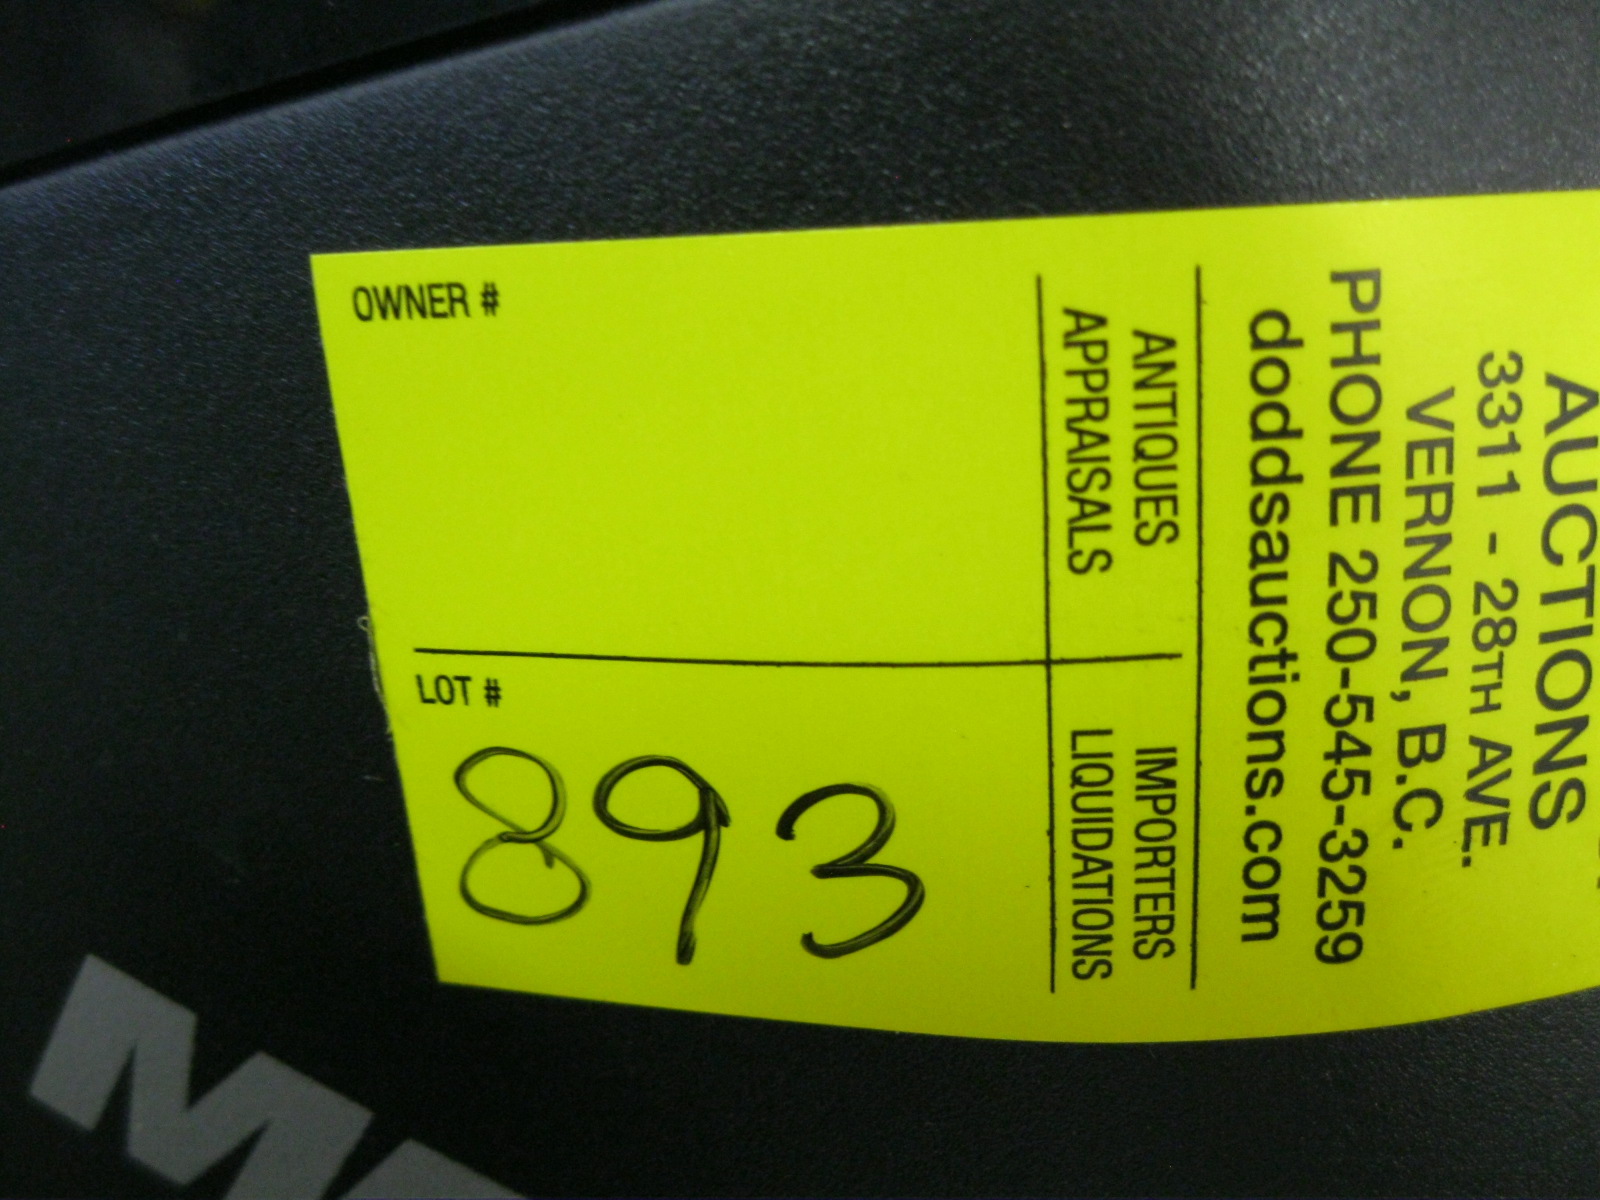 AUCTIONS
3311 - 28TH AVE.
VERNON, B.C.
PHONE 250-545-3259
doddsauctions.com
ANTIQUES
APPRAISALS
IMPORTERS
LIQUIDATIONS
OWNER #
LOT #
893